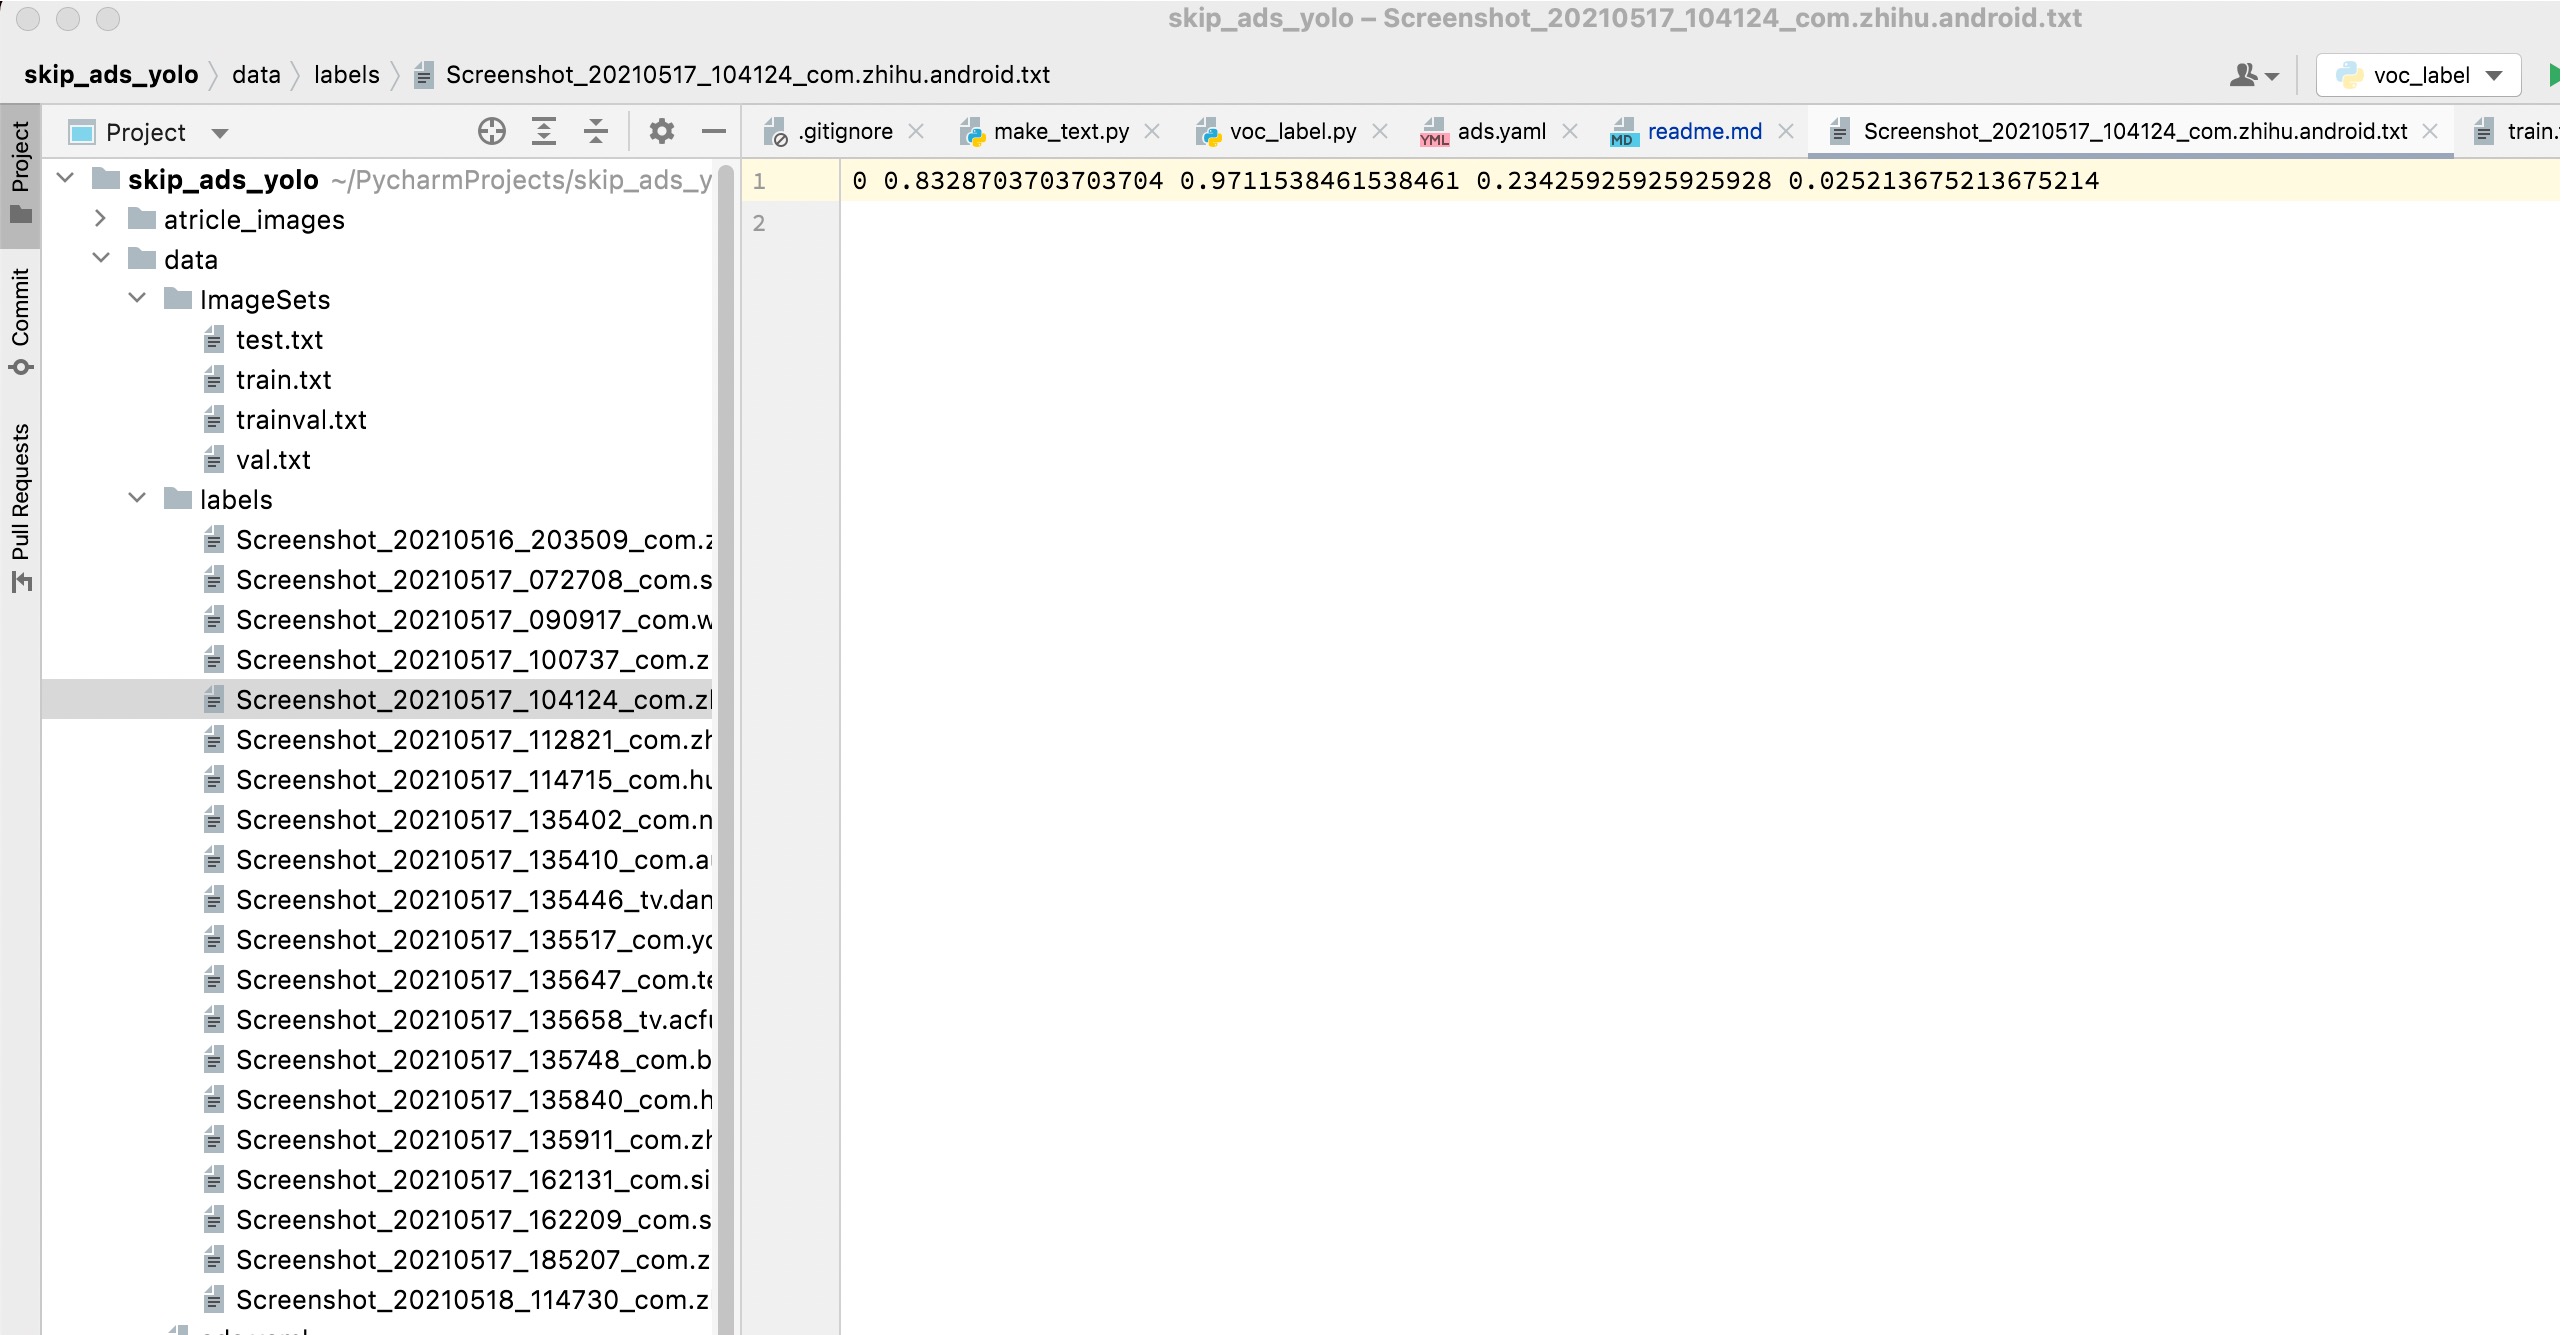 skip_ads_yolo – Screenshot_20210517_104124_com.zhihu.android.txt
skip_ads_yolo data labels Screenshot_20210517_104124_com.zhihu.android.txt
voc_label
Project
Commit
Pull Requests
Project
.gitignore make_text.py voc_label.py ads.yaml readme.md Screenshot_20210517_104124_com.zhihu.android.txt train.
skip_ads_yolo ~/PycharmProjects/skip_ads_y
atricle_images
data
ImageSets
test.txt
train.txt
trainval.txt
val.txt
labels
Screenshot_20210516_203509_com.z
Screenshot_20210517_072708_com.s
Screenshot_20210517_090917_com.w
Screenshot_20210517_100737_com.z
Screenshot_20210517_104124_com.zh
Screenshot_20210517_112821_com.zh
Screenshot_20210517_114715_com.hu
Screenshot_20210517_135402_com.n
Screenshot_20210517_135410_com.a
Screenshot_20210517_135446_tv.dan
Screenshot_20210517_135517_com.yo
Screenshot_20210517_135647_com.te
Screenshot_20210517_135658_tv.acfu
Screenshot_20210517_135748_com.b
Screenshot_20210517_135840_com.h
Screenshot_20210517_135911_com.zh
Screenshot_20210517_162131_com.si
Screenshot_20210517_162209_com.s
Screenshot_20210517_185207_com.z
Screenshot_20210518_114730_com.z
1 0 0.8328703703703704 0.9711538461538461 0.23425925925925928 0.025213675213675214
2